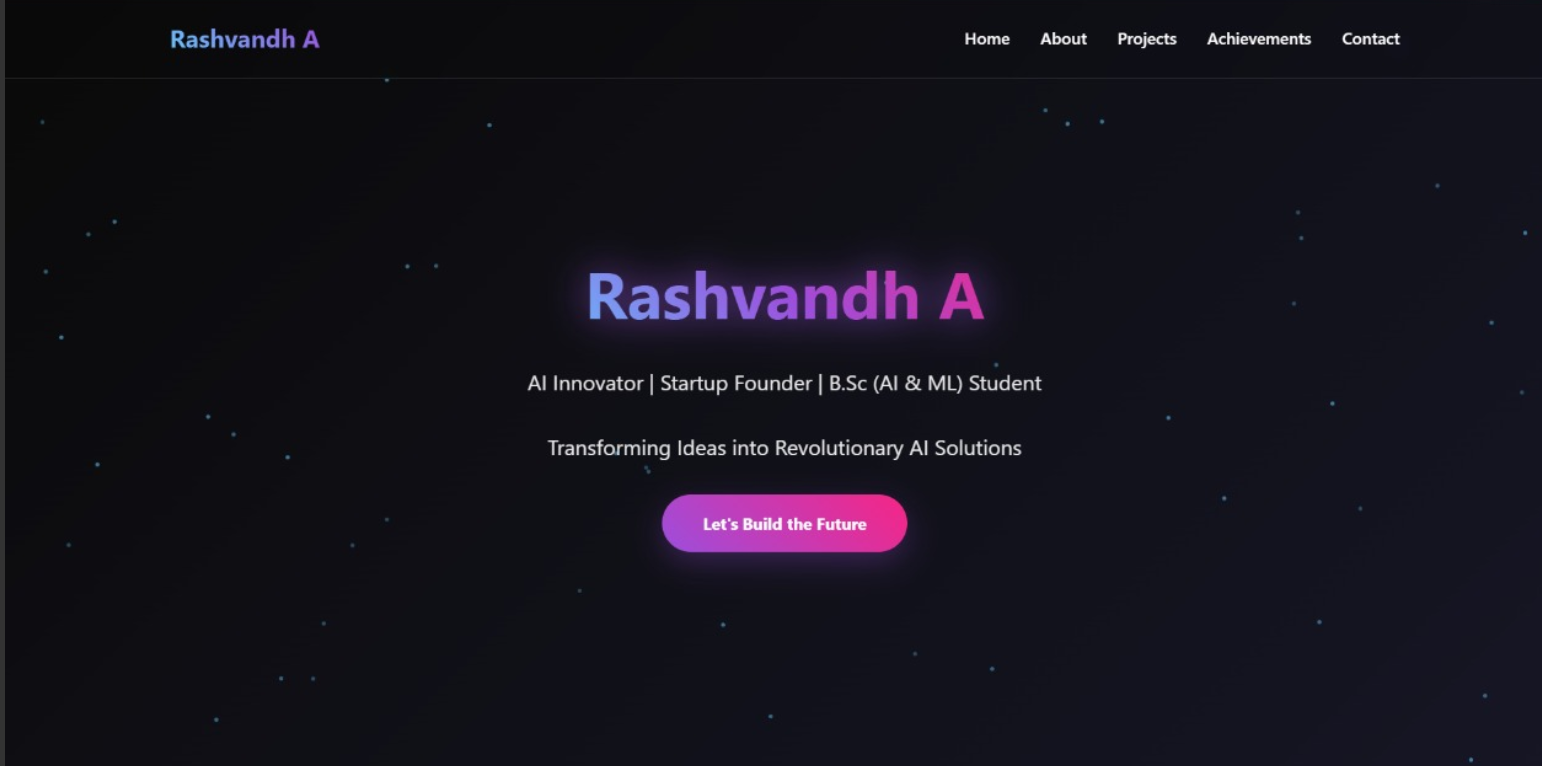 Rashvandh A
Home About Projects Achievements Contact
Rashvandh A
AI Innovator | Startup Founder | B.Sc (AI & ML) Student
Transforming Ideas into Revolutionary AI Solutions
Let's Build the Future